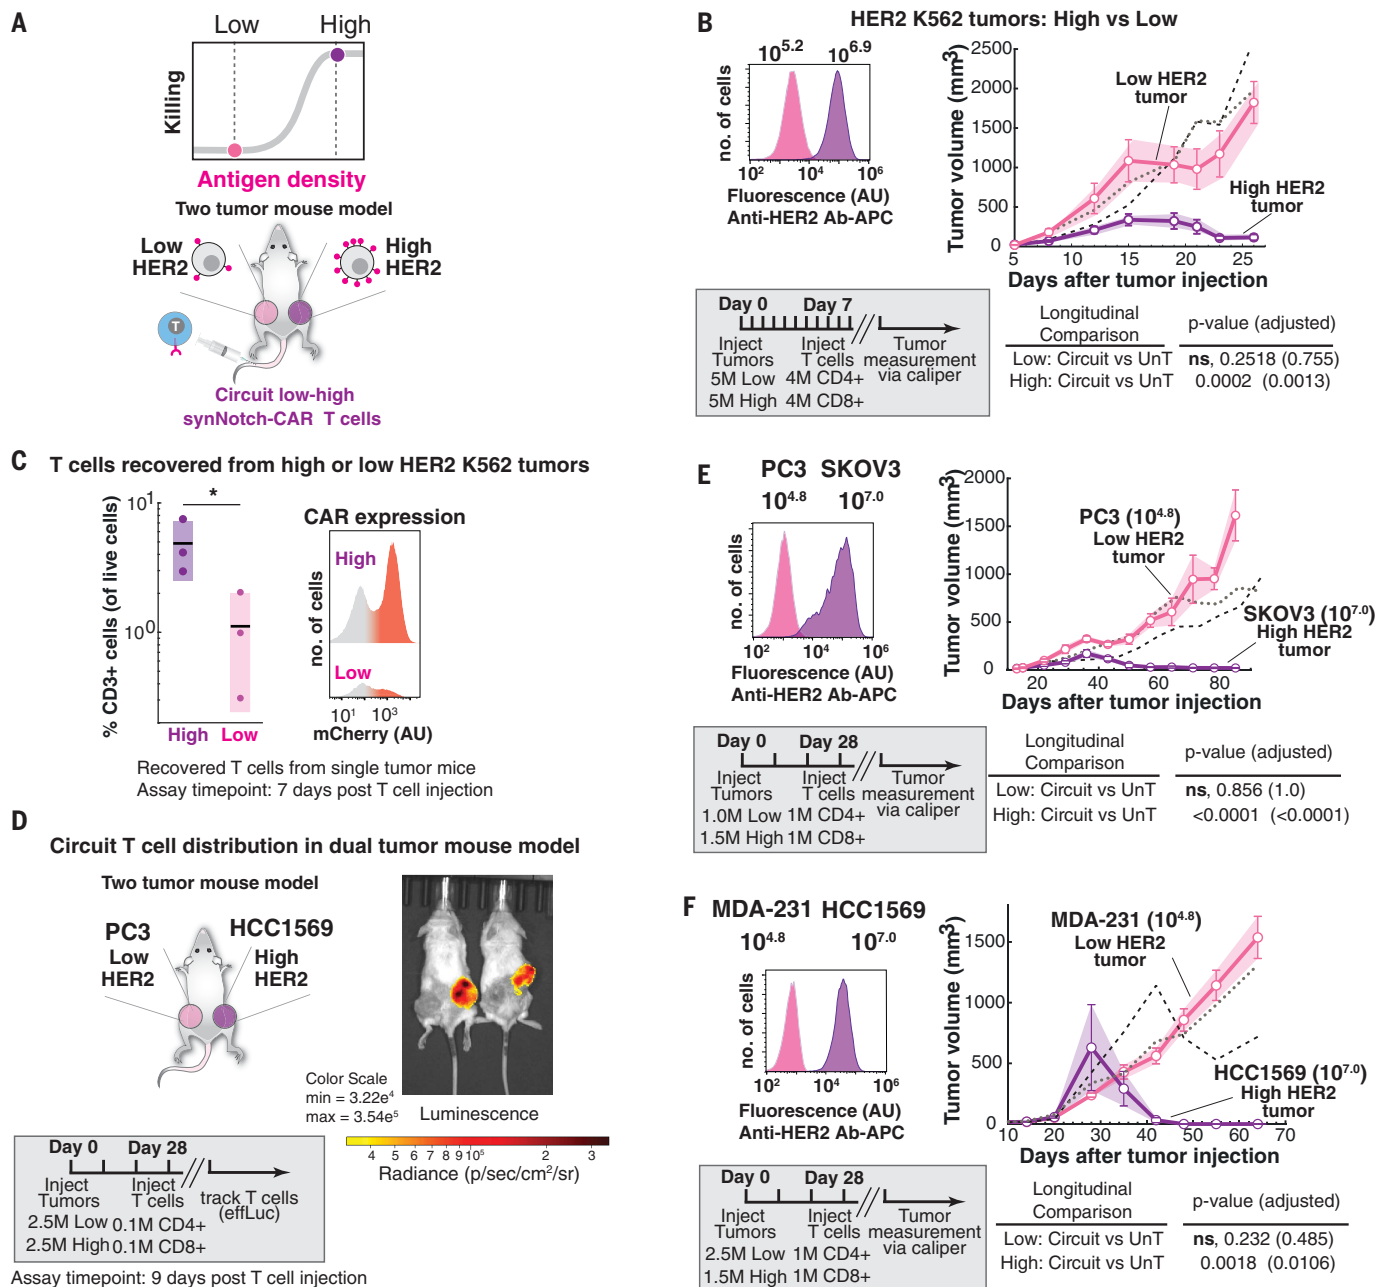 A
Low High
Killing
Antigen density
Two tumor mouse model
Low
HER2
High
HER2
T
Circuit low-high
synNotch-CAR T cells
B
HER2 K562 tumors: High vs Low
10^5.2 10^6.9
no. of cells
10^2 10^4 10^6
Fluorescence (AU)
Anti-HER2 Ab-APC
Tumor volume (mm3)
2500
2000
1500
1000
500
0
5 10 15 20 25
Days after tumor injection
Low HER2
tumor
High HER2
tumor
Day 0 Day 7
Inject Inject Tumor
Tumors T cells measurement
5M Low 4M CD4+ via caliper
5M High 4M CD8+
Longitudinal
Comparison
p-value (adjusted)
Low: Circuit vs UnT ns, 0.2518 (0.755)
High: Circuit vs UnT 0.0002 (0.0013)
C
T cells recovered from high or low HER2 K562 tumors
% CD3+ cells (of live cells)
10^1
10^0
*
High Low
CAR expression
no. of cells
High
Low
10^1 10^3
mCherry (AU)
Recovered T cells from single tumor mice
Assay timepoint: 7 days post T cell injection
D
Circuit T cell distribution in dual tumor mouse model
Two tumor mouse model
PC3
Low
HER2
HCC1569
High
HER2
Color Scale
min = 3.22e^4
max = 3.54e^5
Luminescence
4 5 6 7 8 9 10^5 2 3
Radiance (p/sec/cm^2/sr)
Day 0 Day 28
Inject Inject track T cells
Tumors T cells (effLuc)
2.5M Low 0.1M CD4+
2.5M High 0.1M CD8+
Assay timepoint: 9 days post T cell injection
E
PC3 SKOV3
10^4.8 10^7.0
no. of cells
10^2 10^4 10^6
Fluorescence (AU)
Anti-HER2 Ab-APC
Tumor volume (mm3)
2000
1500
1000
500
0
20 40 60 80
Days after tumor injection
PC3 (10^4.8)
Low HER2
tumor
SKOV3 (10^7.0)
High HER2
tumor
Day 0 Day 28
Inject Inject Tumor
Tumors T cells measurement
1.0M Low 1M CD4+ via caliper
1.5M High 1M CD8+
Longitudinal
Comparison
p-value (adjusted)
Low: Circuit vs UnT ns, 0.856 (1.0)
High: Circuit vs UnT <0.0001 (<0.0001)
F
MDA-231 HCC1569
10^4.8 10^7.0
no. of cells
10^2 10^4 10^6
Fluorescence (AU)
Anti-HER2 Ab-APC
Tumor volume (mm3)
1500
1000
500
0
10 20 30 40 50 60 70
Days after tumor injection
MDA-231 (10^4.8)
Low HER2
tumor
HCC1569 (10^7.0)
High HER2
tumor
Day 0 Day 28
Inject Inject Tumor
Tumors T cells measurement
2.5M Low 1M CD4+ via caliper
1.5M High 1M CD8+
Longitudinal
Comparison
p-value (adjusted)
Low: Circuit vs UnT ns, 0.232 (0.485)
High: Circuit vs UnT 0.0018 (0.0106)